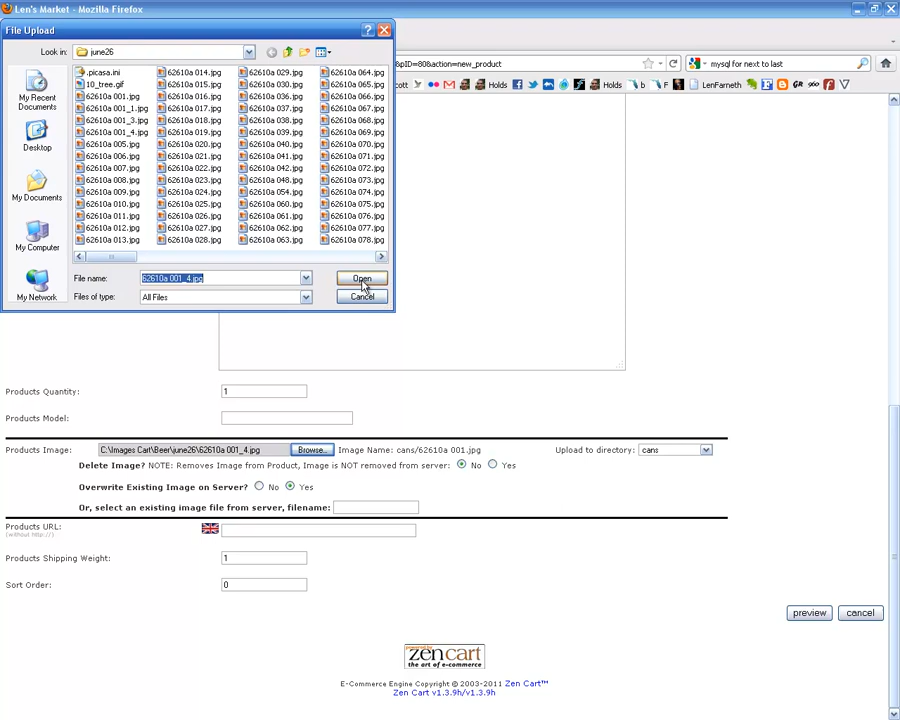 Len's Market - Mozilla Firefox
File Upload
Look in: june26
&pID=80&action=new_product
mysql for next to last
cott Holds Holds b F LenFarneth
My Recent
Documents
Desktop
My Documents
My Computer
My Network
.picasa.ini 62610a 014.jpg 62610a 029.jpg 62610a 064.jpg
10_tree.gif 62610a 015.jpg 62610a 030.jpg 62610a 065.jpg
62610a 001.jpg 62610a 016.jpg 62610a 036.jpg 62610a 066.jpg
62610a 001_1.jpg 62610a 017.jpg 62610a 037.jpg 62610a 067.jpg
62610a 001_3.jpg 62610a 018.jpg 62610a 038.jpg 62610a 068.jpg
62610a 001_4.jpg 62610a 019.jpg 62610a 039.jpg 62610a 069.jpg
62610a 005.jpg 62610a 020.jpg 62610a 040.jpg 62610a 070.jpg
62610a 006.jpg 62610a 021.jpg 62610a 041.jpg 62610a 071.jpg
62610a 007.jpg 62610a 022.jpg 62610a 042.jpg 62610a 072.jpg
62610a 008.jpg 62610a 023.jpg 62610a 048.jpg 62610a 073.jpg
62610a 009.jpg 62610a 024.jpg 62610a 054.jpg 62610a 074.jpg
62610a 010.jpg 62610a 025.jpg 62610a 060.jpg 62610a 075.jpg
62610a 011.jpg 62610a 026.jpg 62610a 061.jpg 62610a 076.jpg
62610a 012.jpg 62610a 027.jpg 62610a 062.jpg 62610a 077.jpg
62610a 013.jpg 62610a 028.jpg 62610a 063.jpg 62610a 078.jpg
File name: 62610a 001_4.jpg Open
Files of type: All Files Cancel
Products Quantity: 1
Products Model:
Products Image: C:\Images Cart\Beer\june26\62610a 001_4.jpg Browse... Image Name: cans/62610a 001.jpg Upload to directory: cans
Delete Image? NOTE: Removes Image from Product, Image is NOT removed from server: No Yes
Overwrite Existing Image on Server? No Yes
Or, select an existing image file from server, filename:
Products URL:
(without http://)
Products Shipping Weight: 1
Sort Order: 0
preview cancel
powered by
zen cart
the art of e-commerce
E-Commerce Engine Copyright © 2003-2011 Zen Cart™
Zen Cart v1.3.9h/v1.3.9h